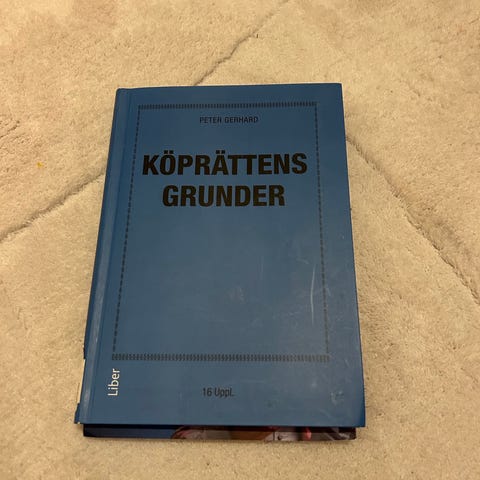 PETER GERHARD
KÖPRÄTTENS
GRUNDER
Liber
16 Uppl.